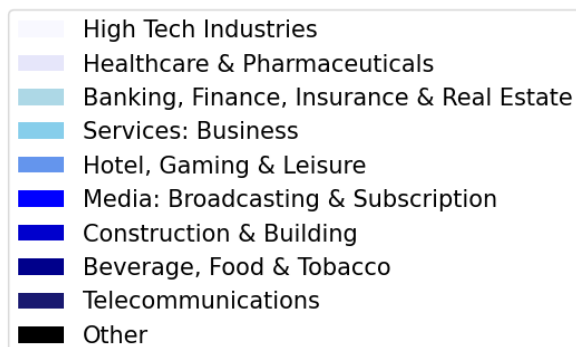 High Tech Industries
Healthcare & Pharmaceuticals
Banking, Finance, Insurance & Real Estate
Services: Business
Hotel, Gaming & Leisure
Media: Broadcasting & Subscription
Construction & Building
Beverage, Food & Tobacco
Telecommunications
Other